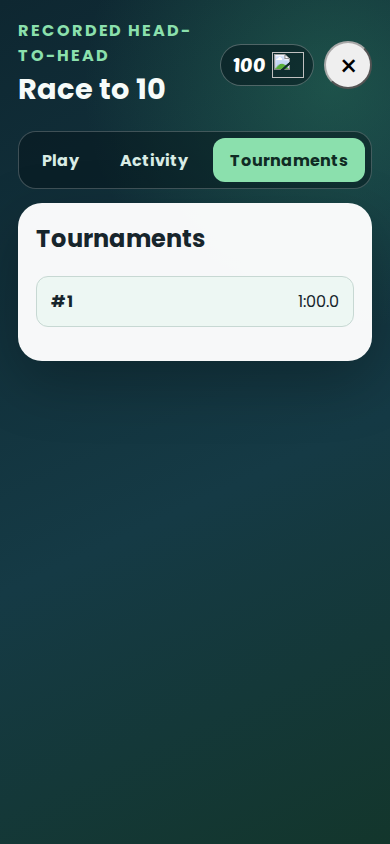 RECORDED HEAD-
TO-HEAD
Race to 10
100
×
Play
Activity
Tournaments
Tournaments
#1
1:00.0